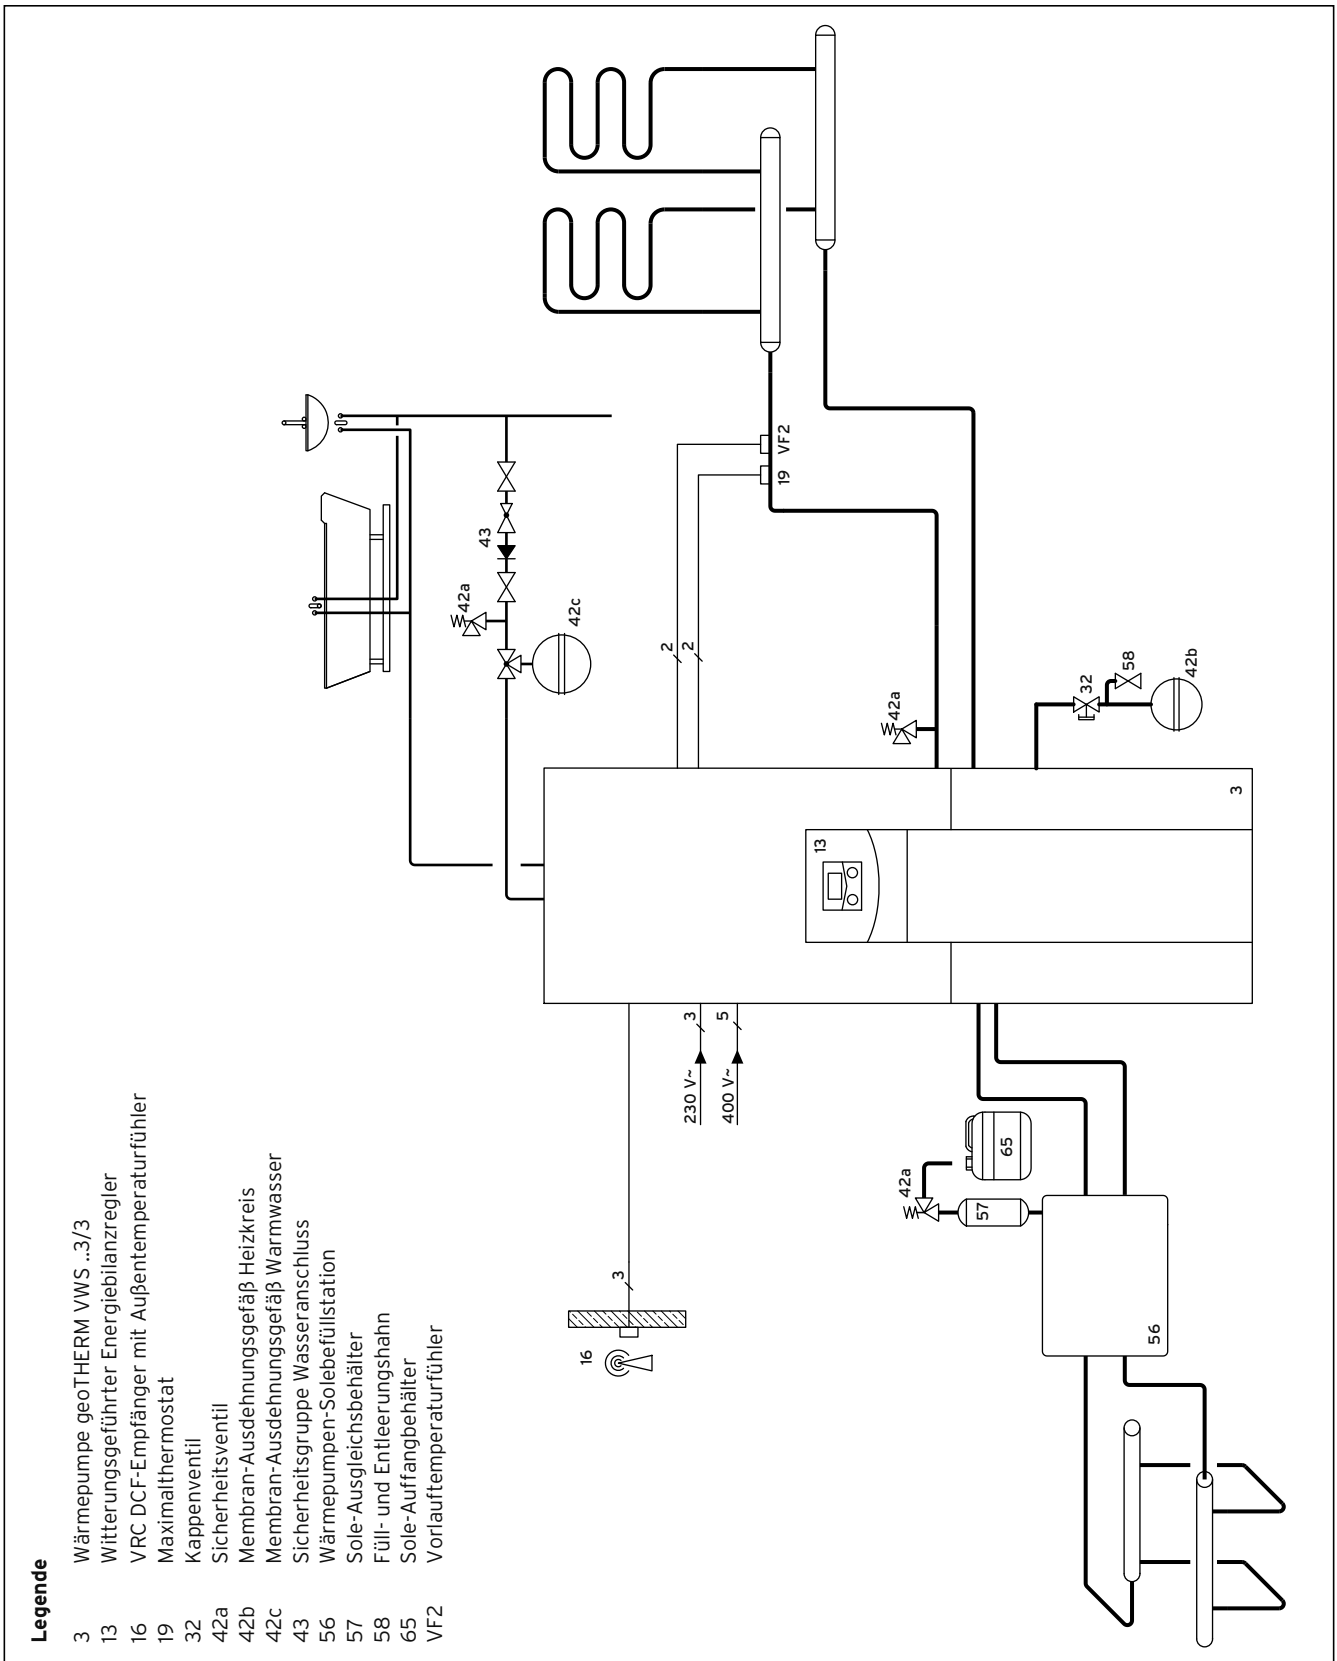 Legende
3 Wärmepumpe geoTHERM VWS ..3/3
13 Witterungsgeführter Energiebilanzregler
16 VRC DCF-Empfänger mit Außentemperaturfühler
19 Maximalthermostat
32 Kappenventil
42a Sicherheitsventil
42b Membran-Ausdehnungsgefäß Heizkreis
42c Membran-Ausdehnungsgefäß Warmwasser
43 Sicherheitsgruppe Wasseranschluss
56 Wärmepumpen-Solebefüllstation
57 Sole-Ausgleichsbehälter
58 Füll- und Entleerungshahn
65 Sole-Auffangbehälter
VF2 Vorlauftemperaturfühler
16
3
230 V~
3
400 V~
5
42a
57
65
56
13
3
42a
43
42c
2
2
19
VF2
42a
32
58
42b